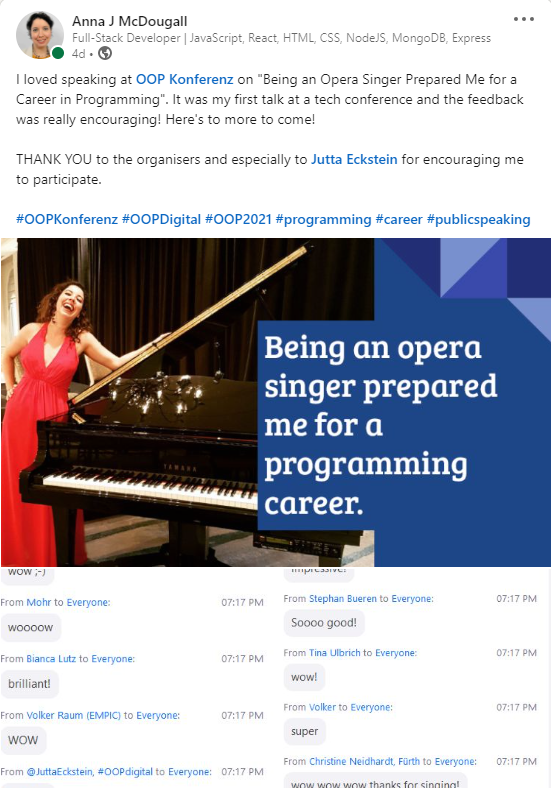 Anna J McDougall
Full-Stack Developer | JavaScript, React, HTML, CSS, NodeJS, MongoDB, Express
4d •
I loved speaking at OOP Konferenz on "Being an Opera Singer Prepared Me for a
Career in Programming". It was my first talk at a tech conference and the feedback
was really encouraging! Here's to more to come!
THANK YOU to the organisers and especially to Jutta Eckstein for encouraging me
to participate.
#OOPKonferenz #OOPDigital #OOP2021 #programming #career #publicspeaking
YAMAHA
Being an opera
singer prepared
me for a
programming
career.
wow ;-)
From Mohr to Everyone: 07:17 PM
woooow
From Bianca Lutz to Everyone: 07:17 PM
brilliant!
From Volker Raum (EMPIC) to Everyone: 07:17 PM
WOW
From @JuttaEckstein, #OOPdigital to Everyone: 07:17 PM
impressive!
From Stephan Bueren to Everyone: 07:17 PM
Soooo good!
From Tina Ulbrich to Everyone: 07:17 PM
wow!
From Volker to Everyone: 07:17 PM
super
From Christine Neidhardt, Fürth to Everyone: 07:17 PM
wow wow wow thanks for singing!